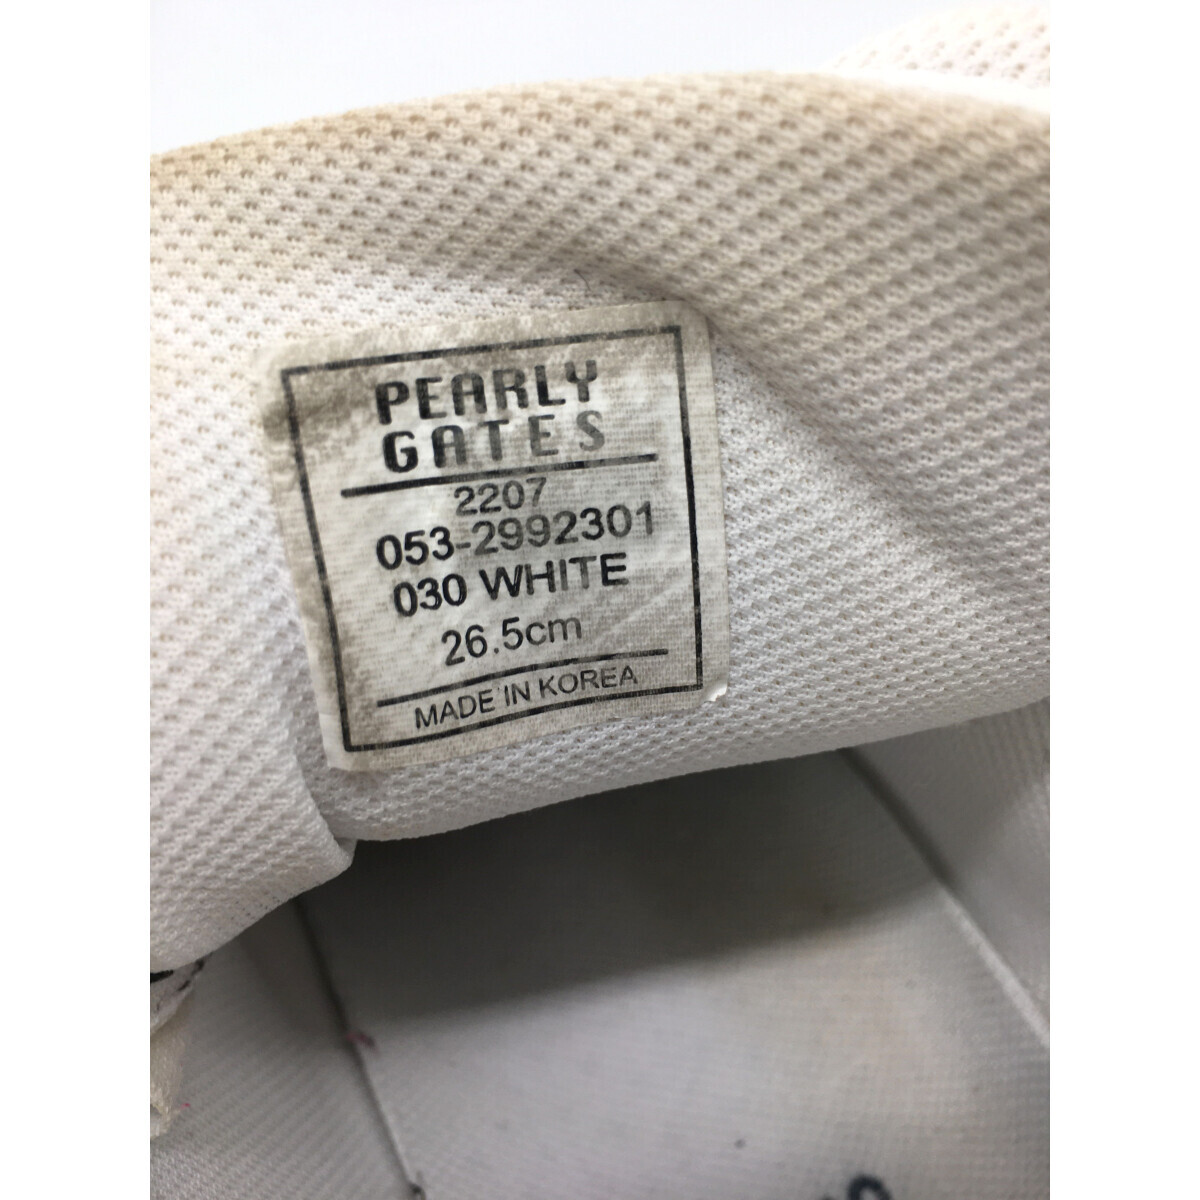 PEARLY
GATES
2207
053-2992301
030 WHITE
26.5cm
MADE IN KOREA